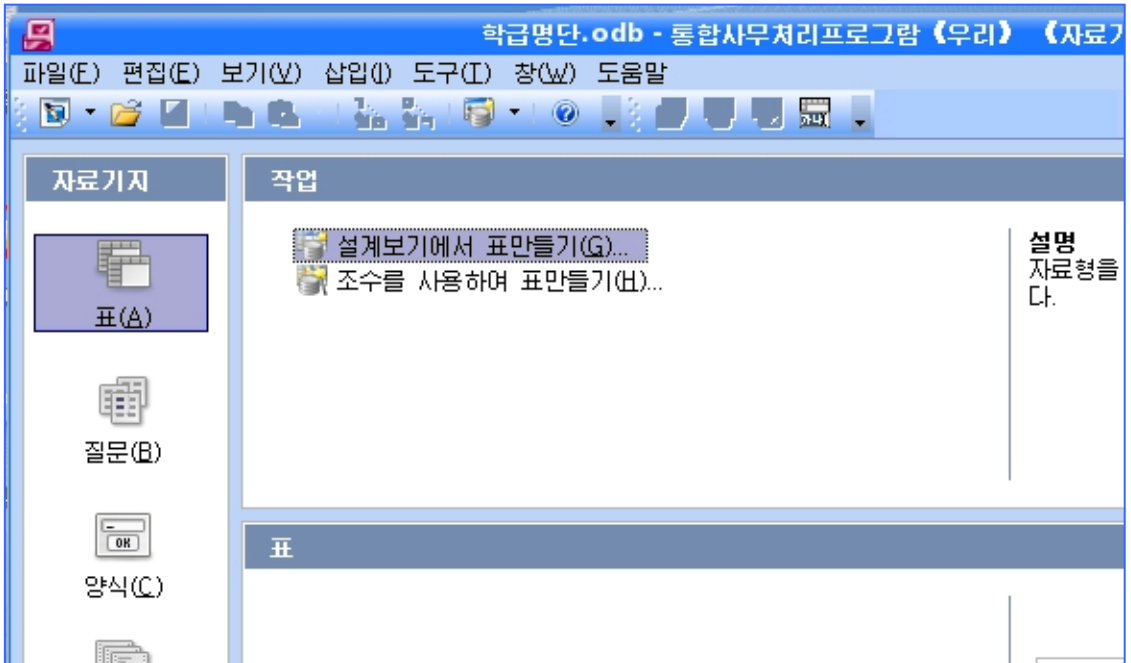 학급명단.odb - 통합사무처리프로그람 《우리》 《자료기
파일(F) 편집(E) 보기(V) 삽입(I) 도구(T) 창(W) 도움말
자료기지
작업
설계보기에서 표만들기(G)...
조수를 사용하여 표만들기(H)...
설명
자료형을
다.
표(A)
질문(B)
OK
양식(C)
표